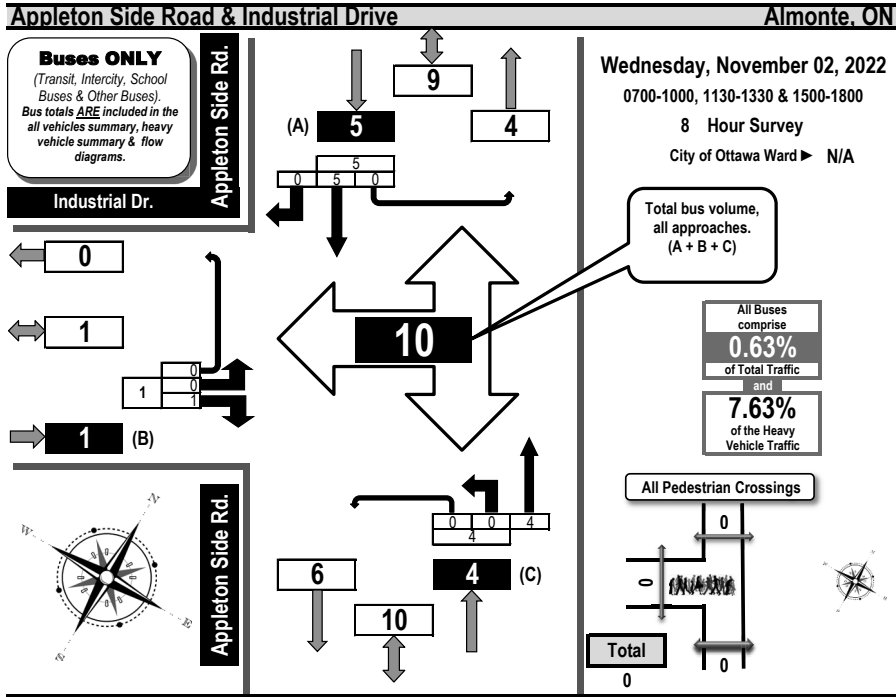 Appleton Side Road & Industrial Drive
Almonte, ON
Buses ONLY
(Transit, Intercity, School
Buses & Other Buses).
Bus totals ARE included in the
all vehicles summary, heavy
vehicle summary & flow
diagrams.
Appleton Side Rd.
Industrial Dr.
9
(A) 5
4
5
0 5 0
0
1
0
1 0
1
1 (B)
10
Total bus volume,
all approaches.
(A + B + C)
Wednesday, November 02, 2022
0700-1000, 1130-1330 & 1500-1800
8 Hour Survey
City of Ottawa Ward ► N/A
All Buses
comprise
0.63%
of Total Traffic
and
7.63%
of the Heavy
Vehicle Traffic
N
W
E
S
Appleton Side Rd.
0 0 4
4
6
4 (C)
10
All Pedestrian Crossings
0
0
0
Total
0